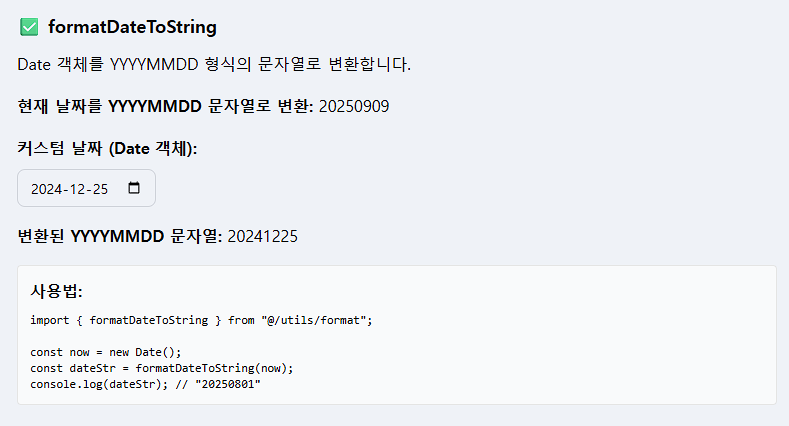 ✅ formatDateToString
Date 객체를 YYYYMMDD 형식의 문자열로 변환합니다.
현재 날짜를 YYYYMMDD 문자열로 변환: 20250909
커스텀 날짜 (Date 객체):
2024-12-25
변환된 YYYYMMDD 문자열: 20241225
사용법:
import { formatDateToString } from "@/utils/format";
const now = new Date();
const dateStr = formatDateToString(now);
console.log(dateStr); // "20250801"